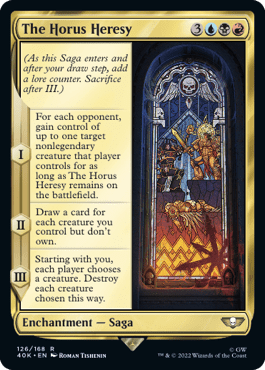 The Horus Heresy 3
(As this Saga enters and
after your draw step, add
a lore counter. Sacrifice
after III.)
I
For each opponent,
gain control of
up to one target
nonlegendary
creature that player
controls for as
long as The Horus
Heresy remains on
the battlefield.
II
Draw a card for
each creature you
control but don't
own.
III
Starting with you,
each player chooses
a creature. Destroy
each creature
chosen this way.
Enchantment — Saga
126/168 R
40K • EN Roman Tishenin
© GW
™ & © 2022 Wizards of the Coast